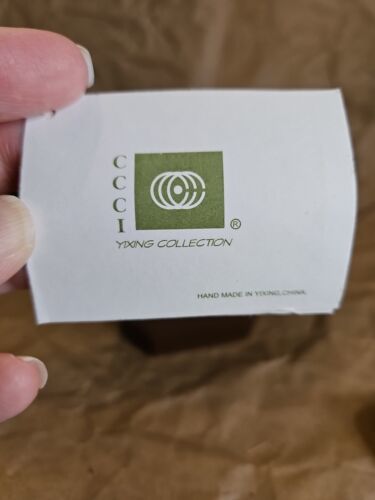 C
C
C
I
®
YIXING COLLECTION
HAND MADE IN YIXING,CHINA.